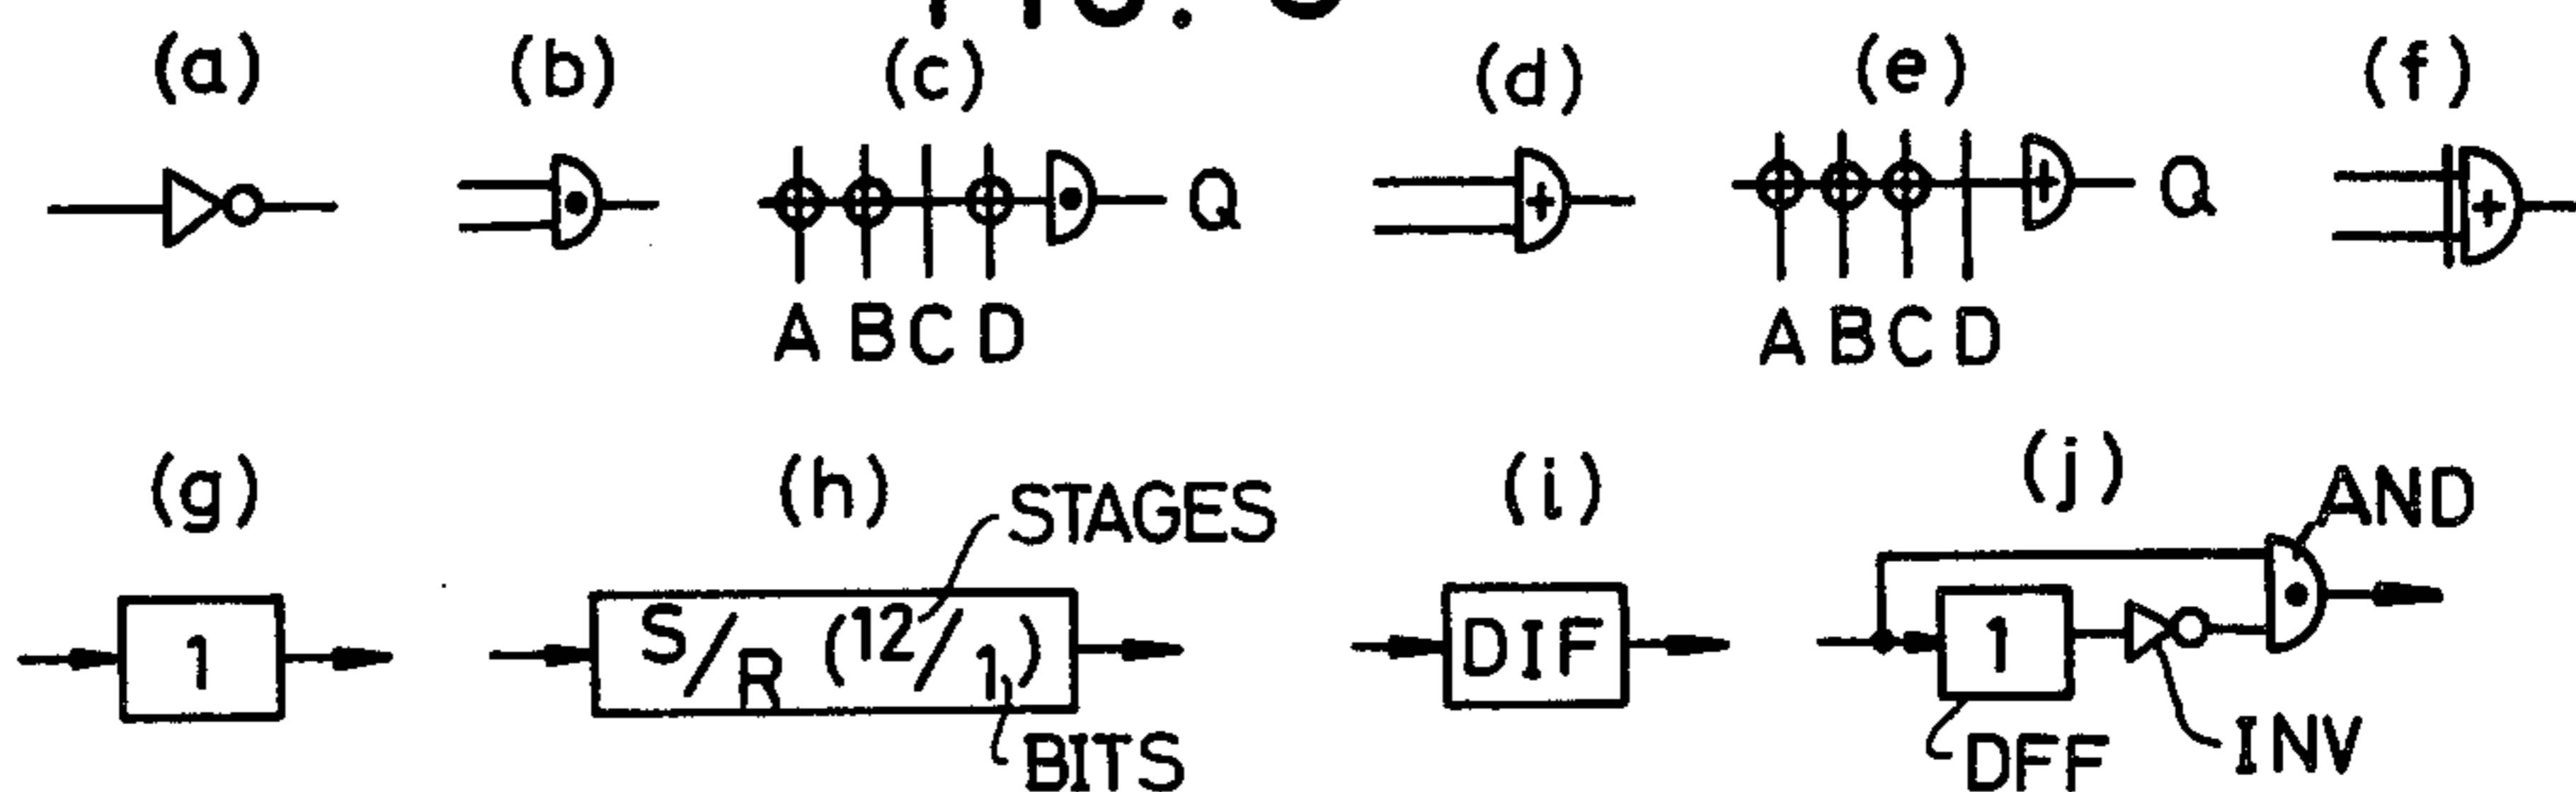 (a) (b) (c) (d) (e) (f)
Q Q
A B C D A B C D
(g) (h) STAGES (i) (j) AND
1 S/R (12/1) DIF 1
BITS DFF INV